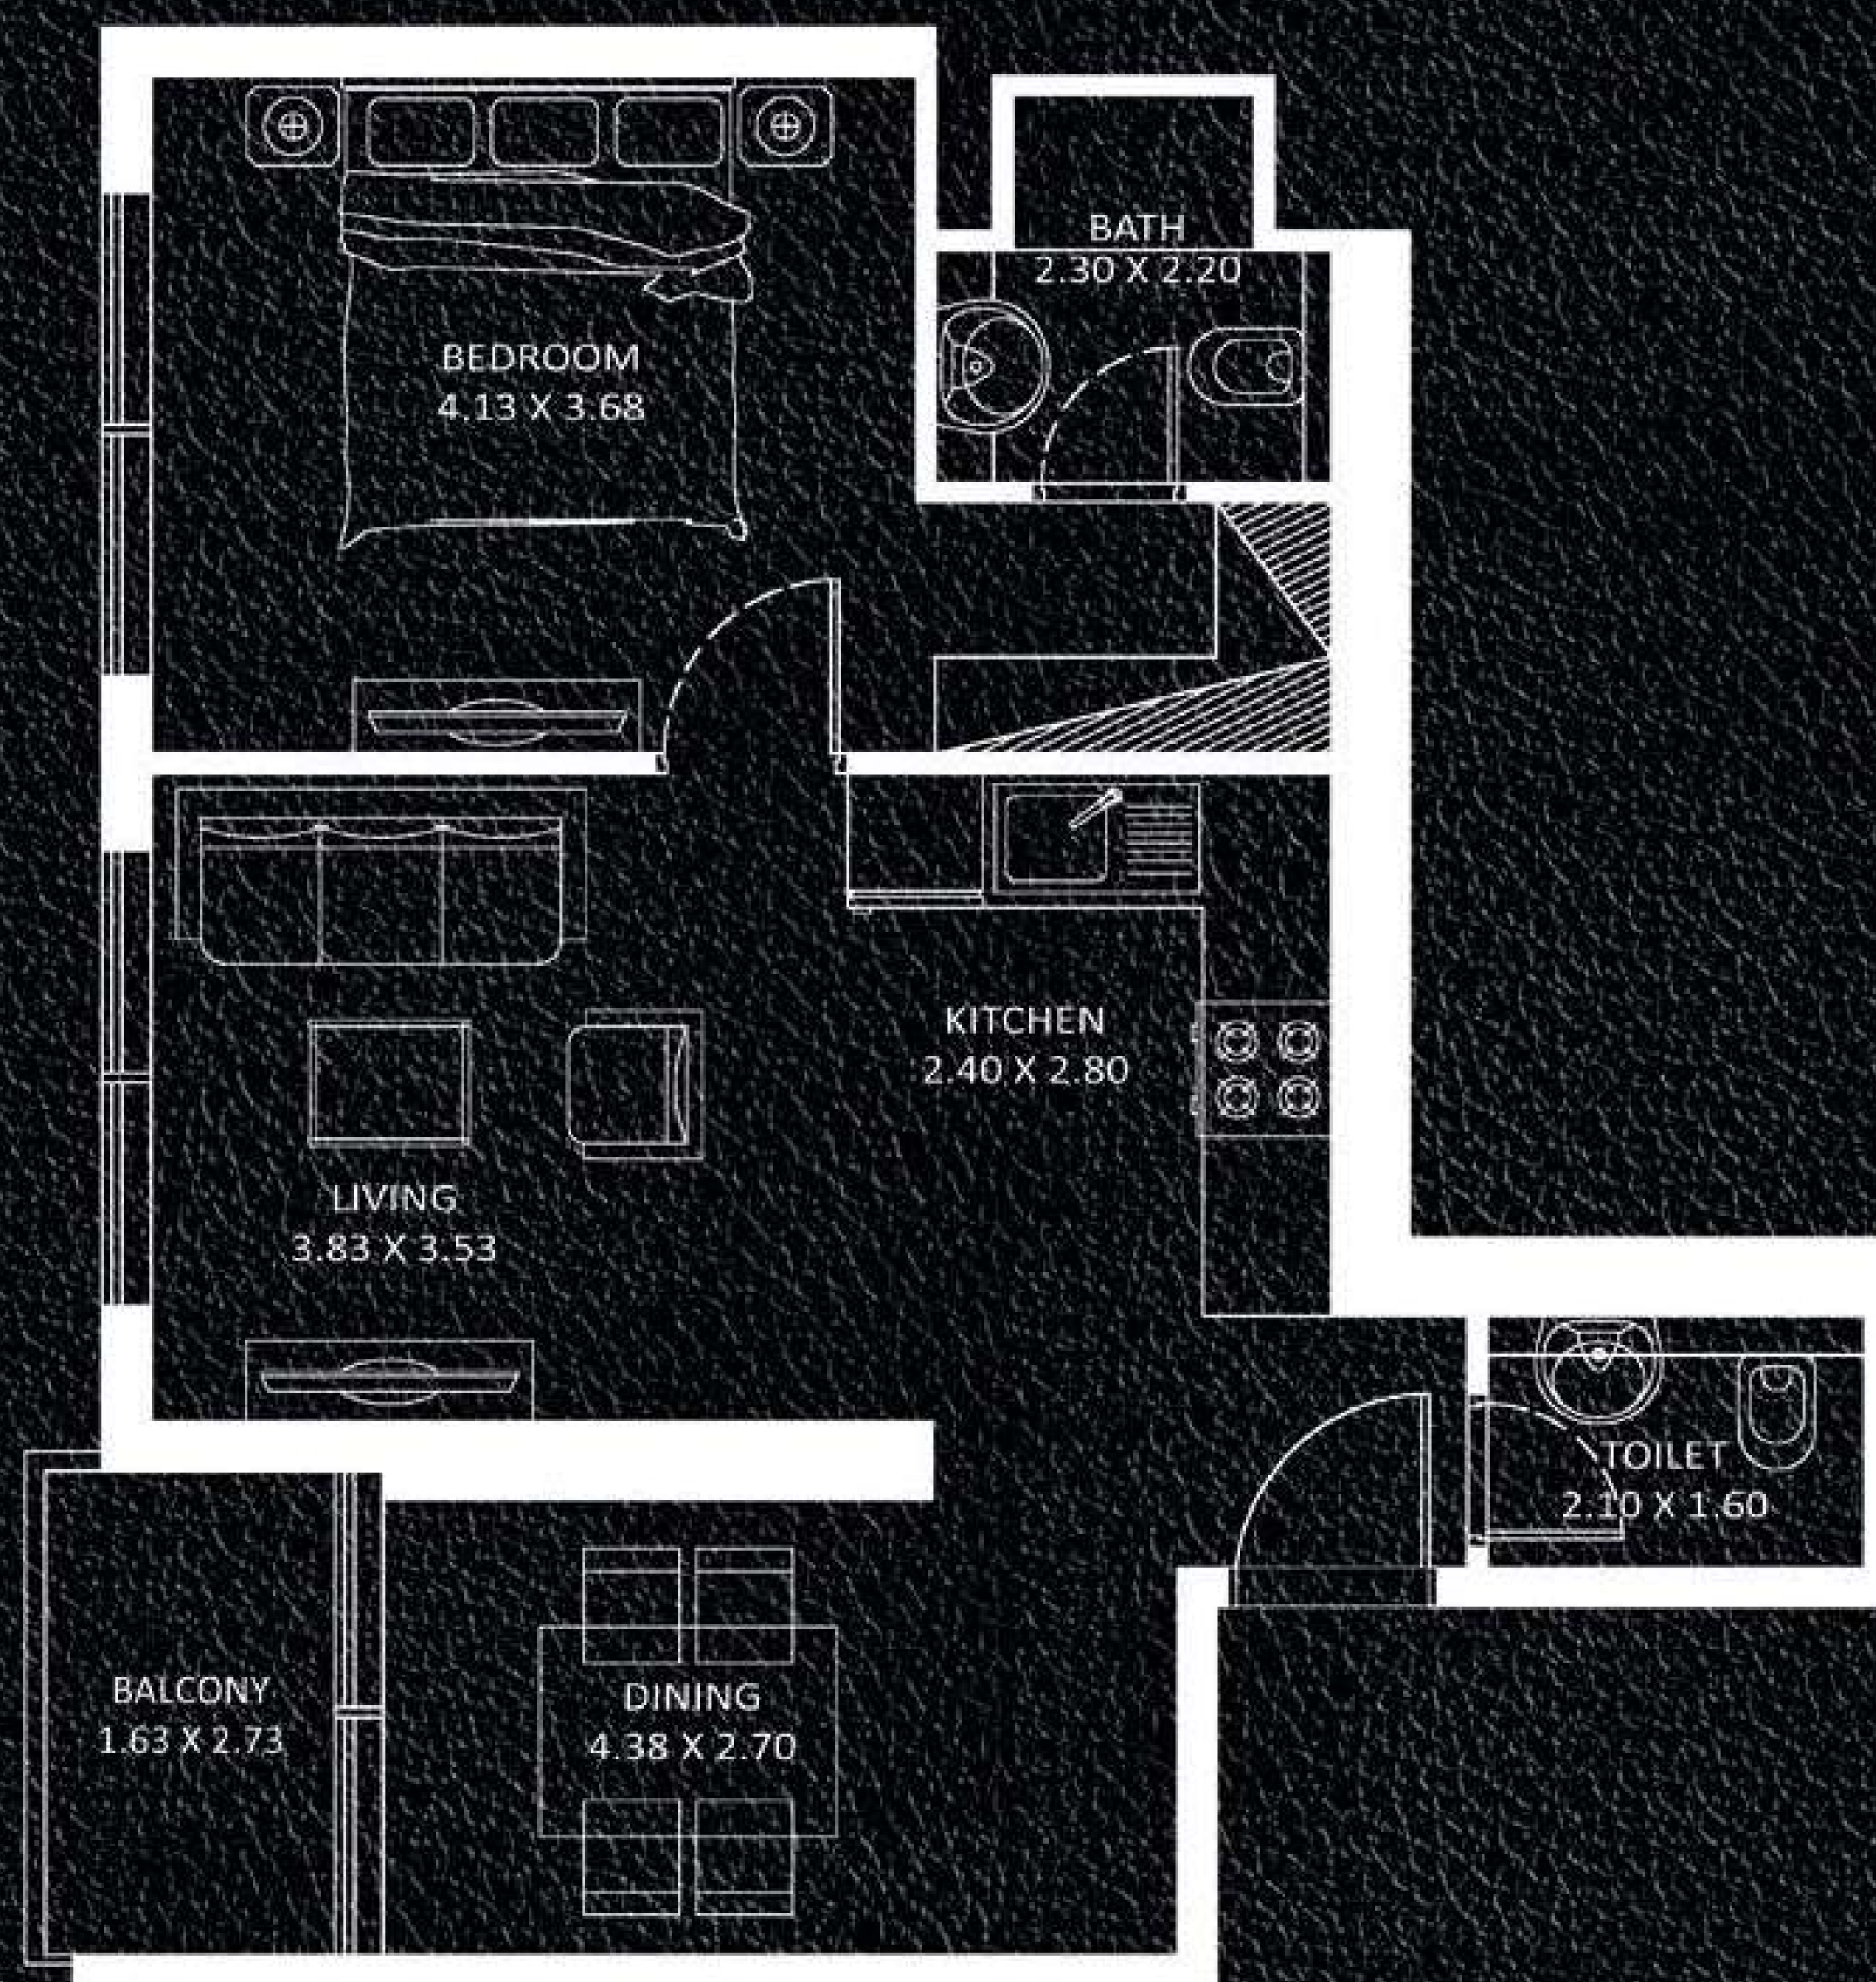 BATH
2.30 X 2.20
BEDROOM
4.13 X 3.68
KITCHEN
2.40 X 2.80
LIVING
3.83 X 3.53
TOILET
2.10 X 1.60
BALCONY
1.63 X 2.73
DINING
4.38 X 2.70